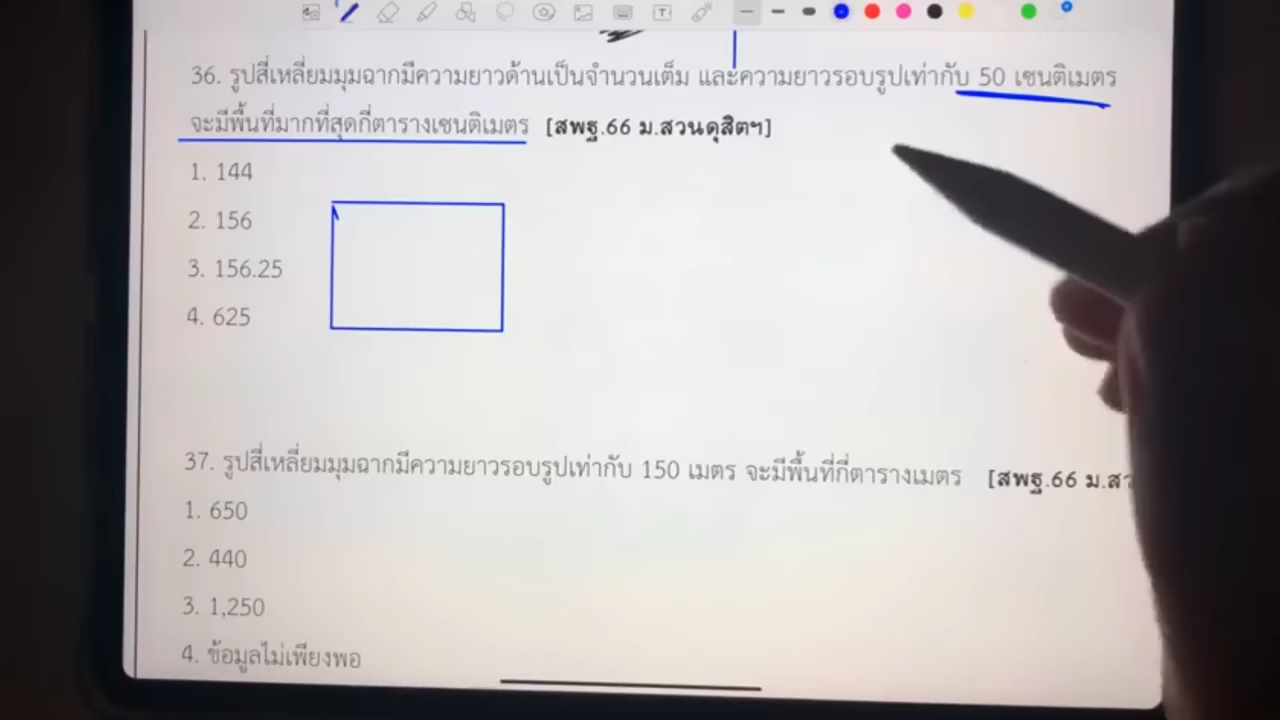 36. รูปสี่เหลี่ยมมุมฉากมีความยาวด้านเป็นจำนวนเต็ม และความยาวรอบรูปเท่ากับ 50 เซนติเมตร
จะมีพื้นที่มากที่สุดกี่ตารางเซนติเมตร [สพฐ.66 ม.สวนดุสิตฯ]
1. 144
2. 156
3. 156.25
4. 625
37. รูปสี่เหลี่ยมมุมฉากมีความยาวรอบรูปเท่ากับ 150 เมตร จะมีพื้นที่กี่ตารางเมตร [สพฐ.66
1. 650
2. 440
3. 1,250
4. ข้อมูลไม่เพียงพอ